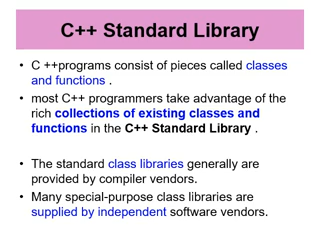 C++ Standard Library
• C ++programs consist of pieces called classes
and functions .
• most C++ programmers take advantage of the
rich collections of existing classes and
functions in the C++ Standard Library .
• The standard class libraries generally are
provided by compiler vendors.
• Many special-purpose class libraries are
supplied by independent software vendors.